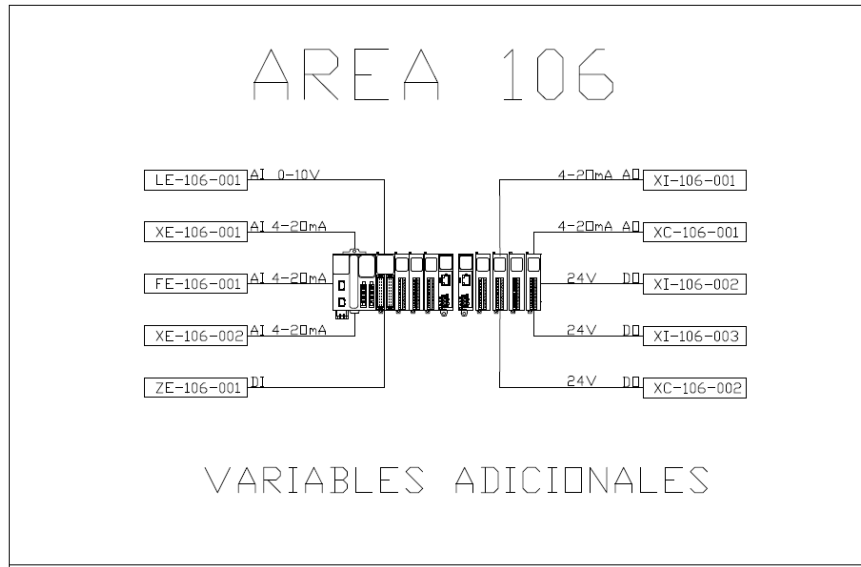 AREA 106
LE-106-001 AI 0-10V
4-20mA AO XI-106-001
XE-106-001 AI 4-20mA
4-20mA AO XC-106-001
FE-106-001 AI 4-20mA
24V DO XI-106-002
XE-106-002 AI 4-20mA
24V DO XI-106-003
ZE-106-001 DI
24V DO XC-106-002
VARIABLES ADICIONALES